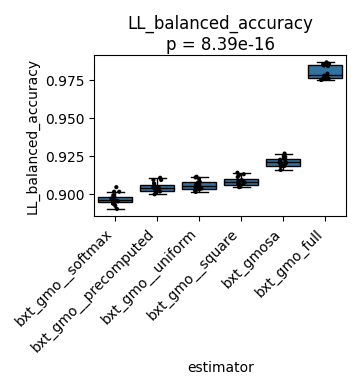 LL_balanced_accuracy
p = 8.39e-16
LL_balanced_accuracy
0.975
0.950
0.925
0.900
bxt_gmo__softmax
bxt_gmo__precomputed
bxt_gmo__uniform
bxt_gmo__square
bxt_gmosa
bxt_gmo_full
estimator